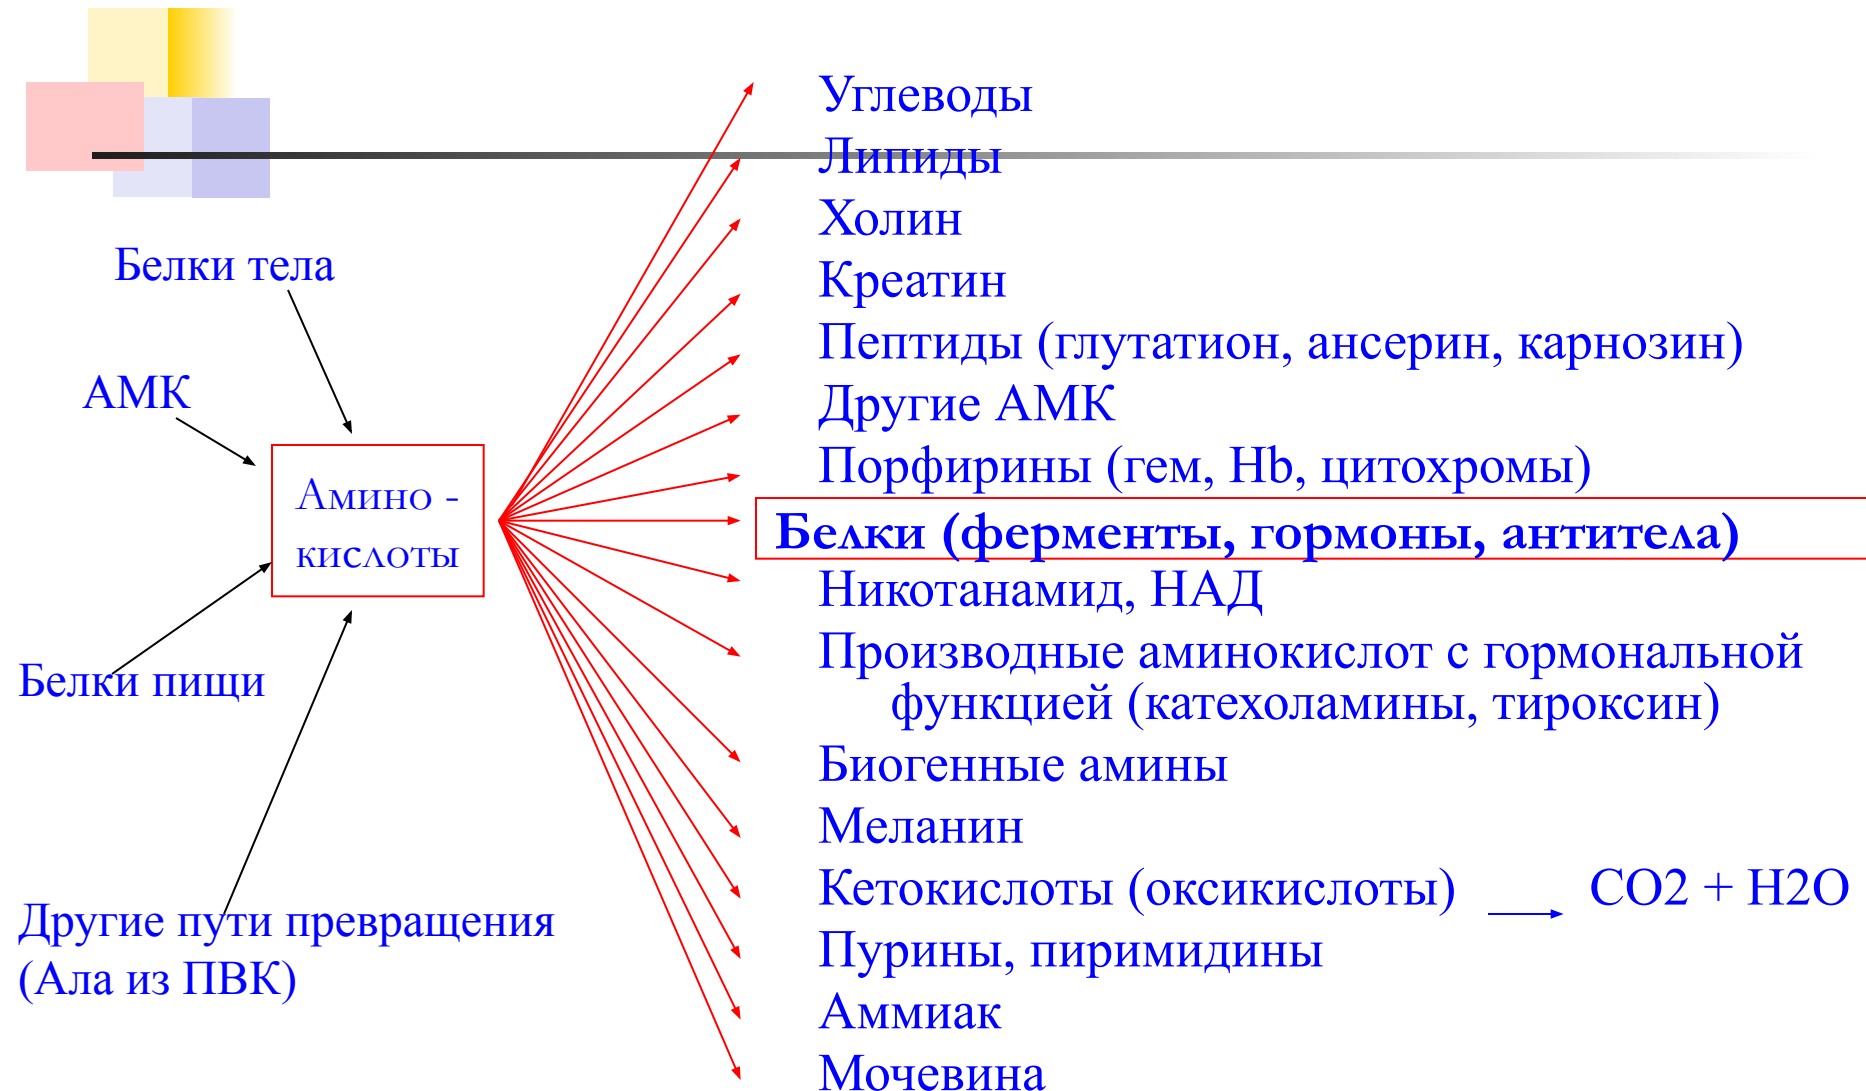 Белки тела
АМК
Амино -
кислоты
Белки пищи
Другие пути превращения
(Ала из ПВК)
Углеводы
Липиды
Холин
Креатин
Пептиды (глутатион, ансерин, карнозин)
Другие АМК
Порфирины (гем, Hb, цитохромы)
Белки (ферменты, гормоны, антитела)
Никотанамид, НАД
Производные аминокислот с гормональной
функцией (катехоламины, тироксин)
Биогенные амины
Меланин
Кетокислоты (оксикислоты) CO2 + H2O
Пурины, пиримидины
Аммиак
Мочевина